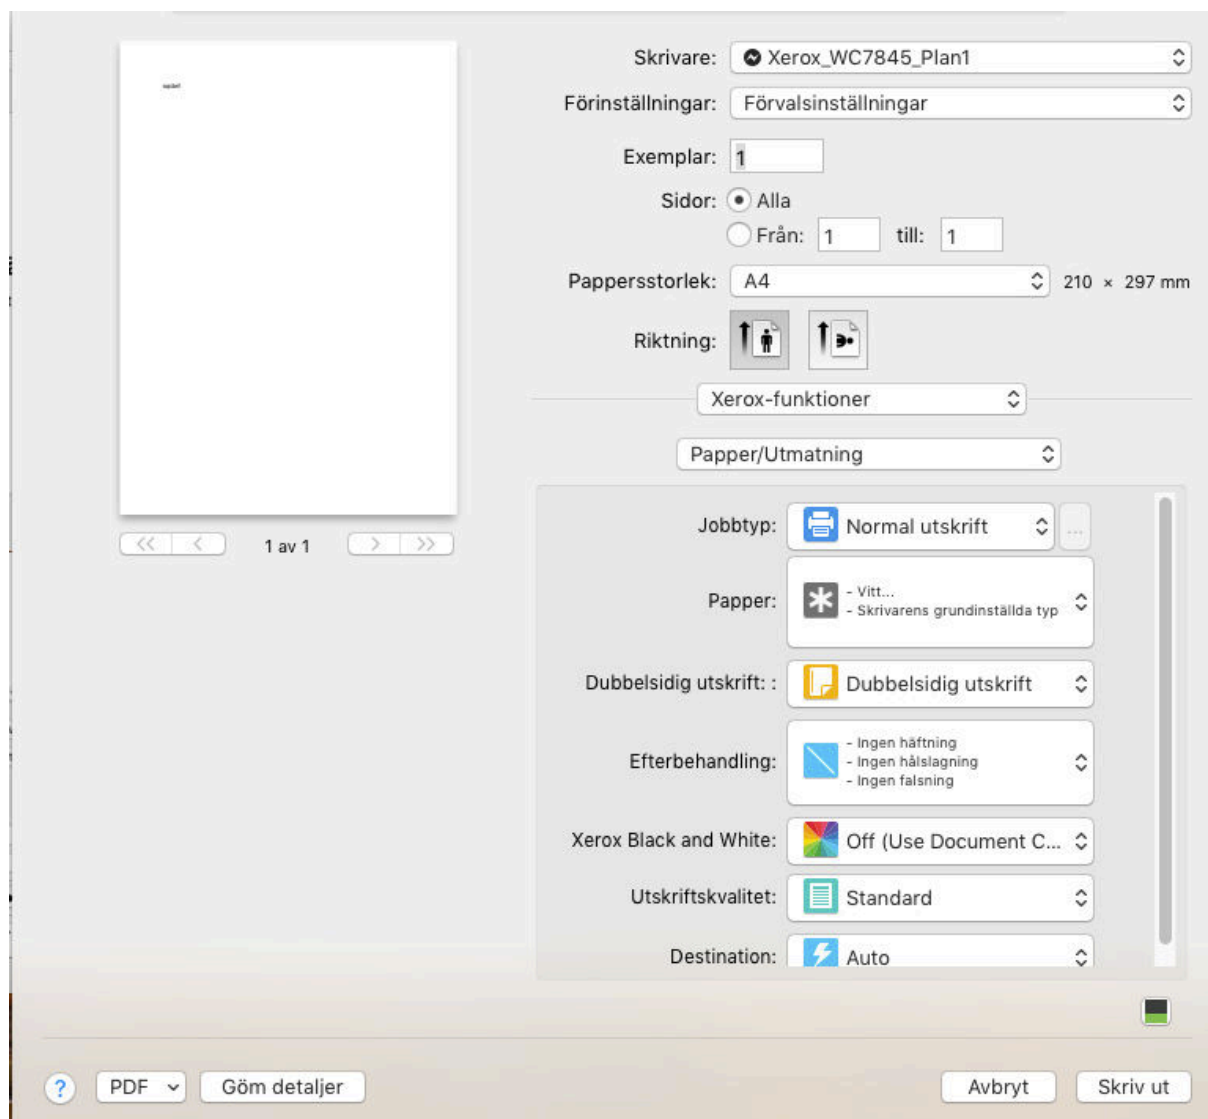 Skrivare: Xerox_WC7845_Plan1
Förinställningar: Förvalsinställningar
Exemplar: 1
Sidor: Alla
Från: 1 till: 1
Pappersstorlek: A4 210 × 297 mm
Riktning:
Xerox-funktioner
Papper/Utmatning
Jobbtyp: Normal utskrift ...
Papper: - Vitt...
- Skrivarens grundinställda typ
Dubbelsidig utskrift: : Dubbelsidig utskrift
Efterbehandling: - Ingen häftning
- Ingen hålslagning
- Ingen falsning
Xerox Black and White: Off (Use Document C...
Utskriftskvalitet: Standard
Destination: Auto
<< < 1 av 1 > >>
? PDF Göm detaljer Avbryt Skriv ut